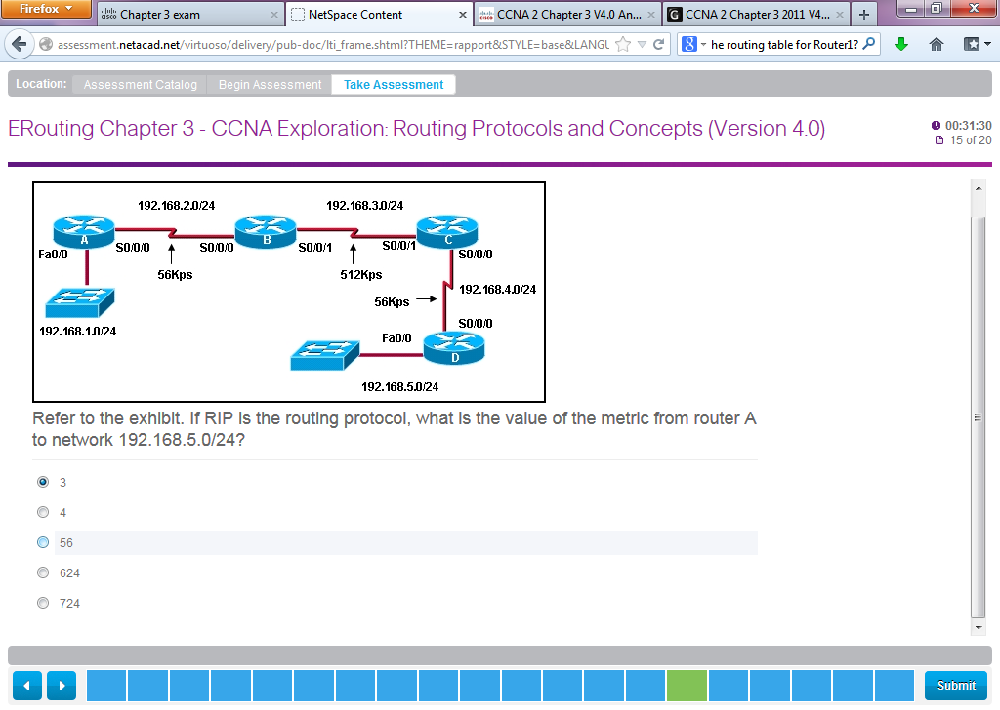 Firefox
Chapter 3 exam
NetSpace Content
CCNA 2 Chapter 3 V4.0 An...
G CCNA 2 Chapter 3 2011 V4...
assessment.netacad.net/virtuoso/delivery/pub-doc/lti_frame.shtml?THEME=rapport&STYLE=base&LANGU
8 he routing table for Router1?
Location: Assessment Catalog Begin Assessment Take Assessment
ERouting Chapter 3 - CCNA Exploration: Routing Protocols and Concepts (Version 4.0)
00:31:30
15 of 20
192.168.2.0/24
192.168.3.0/24
A
B
C
Fa0/0
S0/0/0
S0/0/0
S0/0/1
S0/0/1
S0/0/0
56Kps
512Kps
192.168.4.0/24
56Kps
S0/0/0
192.168.1.0/24
Fa0/0
D
192.168.5.0/24
Refer to the exhibit. If RIP is the routing protocol, what is the value of the metric from router A
to network 192.168.5.0/24?
3
4
56
624
724
Submit